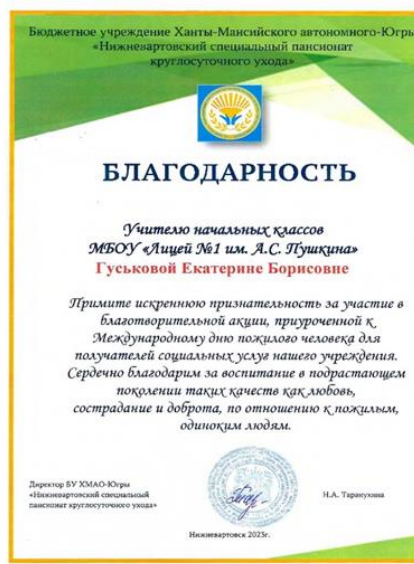 Бюджетное учреждение Ханты-Мансийского автономного-Югры
«Нижневартовский специальный пансионат
круглосуточного ухода»
БЛАГОДАРНОСТЬ
Учителю начальных классов
МБОУ «Лицей №1 им. А.С. Пушкина»
Гуськовой Екатерине Борисовне
Примите искреннюю признательность за участие в
благотворительной акции, приуроченной к
Международному дню пожилого человека для
получателей социальных услуг нашего учреждения.
Сердечно благодарим за воспитание в подрастающем
поколении таких качеств как любовь,
сострадание и доброта, по отношению к пожилым,
одиноким людям.
Директор БУ ХМАО-Югры
«Нижневартовский специальный
пансионат круглосуточного ухода»
Н.А. Таранухина
Нижневартовск 2025г.